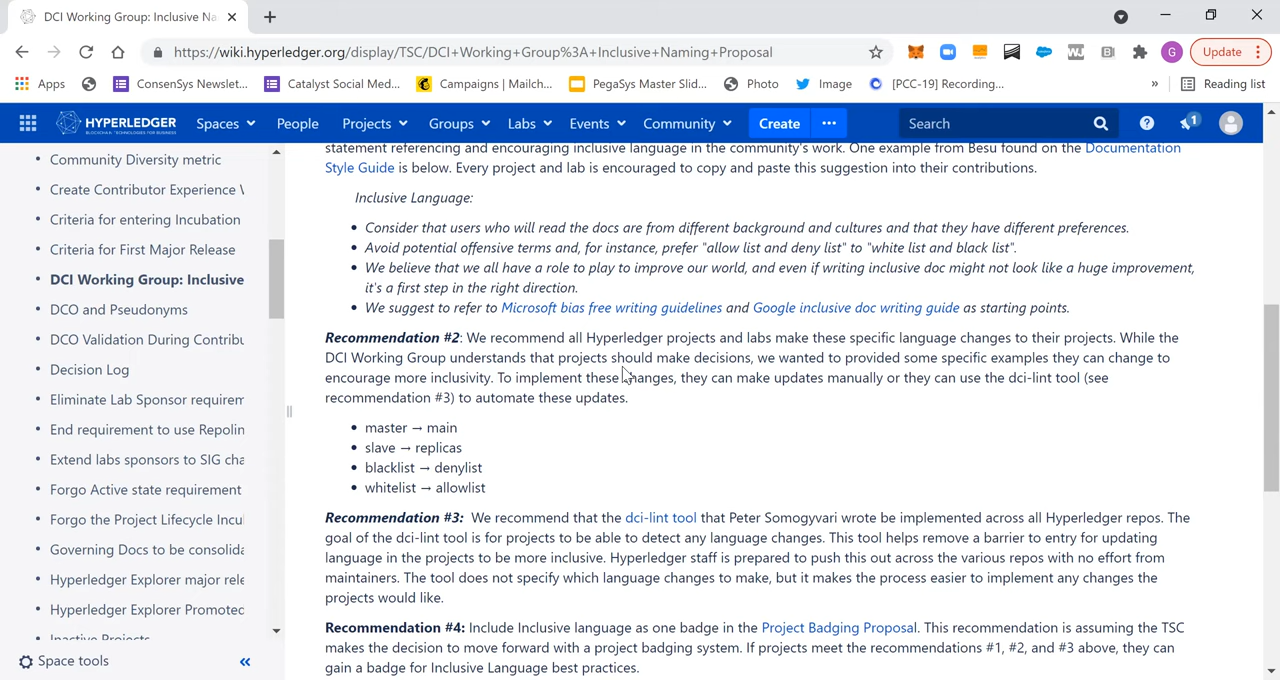 DCI Working Group: Inclusive Na
https://wiki.hyperledger.org/display/TSC/DCI+Working+Group%3A+Inclusive+Naming+Proposal
G
Update
Apps
ConsenSys Newslet...
Catalyst Social Med...
Campaigns | Mailch...
PegaSys Master Slid...
Photo
Image
[PCC-19] Recording...
»
Reading list
HYPERLEDGER
Spaces
People
Projects
Groups
Labs
Events
Community
Create
Search
1
Community Diversity metric
Create Contributor Experience
Criteria for entering Incubation
Criteria for First Major Release
DCI Working Group: Inclusive
DCO and Pseudonyms
DCO Validation During Contribu
Decision Log
Eliminate Lab Sponsor requirem
End requirement to use Repolin
Extend labs sponsors to SIG cha
Forgo Active state requirement
Forgo the Project Lifecycle Incu
Governing Docs to be consolida
Hyperledger Explorer major rele
Hyperledger Explorer Promoted
Inactive Projects
Space tools
statement referencing and encouraging inclusive language in the community's work. One example from Besu found on the Documentation
Style Guide is below. Every project and lab is encouraged to copy and paste this suggestion into their contributions.
Inclusive Language:
• Consider that users who will read the docs are from different background and cultures and that they have different preferences.
• Avoid potential offensive terms and, for instance, prefer "allow list and deny list" to "white list and black list".
• We believe that we all have a role to play to improve our world, and even if writing inclusive doc might not look like a huge improvement,
it's a first step in the right direction.
• We suggest to refer to Microsoft bias free writing guidelines and Google inclusive doc writing guide as starting points.
Recommendation #2: We recommend all Hyperledger projects and labs make these specific language changes to their projects. While the
DCI Working Group understands that projects should make decisions, we wanted to provided some specific examples they can change to
encourage more inclusivity. To implement these changes, they can make updates manually or they can use the dci-lint tool (see
recommendation #3) to automate these updates.
• master → main
• slave → replicas
• blacklist → denylist
• whitelist → allowlist
Recommendation #3: We recommend that the dci-lint tool that Peter Somogyvari wrote be implemented across all Hyperledger repos. The
goal of the dci-lint tool is for projects to be able to detect any language changes. This tool helps remove a barrier to entry for updating
language in the projects to be more inclusive. Hyperledger staff is prepared to push this out across the various repos with no effort from
maintainers. The tool does not specify which language changes to make, but it makes the process easier to implement any changes the
projects would like.
Recommendation #4: Include Inclusive language as one badge in the Project Badging Proposal. This recommendation is assuming the TSC
makes the decision to move forward with a project badging system. If projects meet the recommendations #1, #2, and #3 above, they can
gain a badge for Inclusive Language best practices.